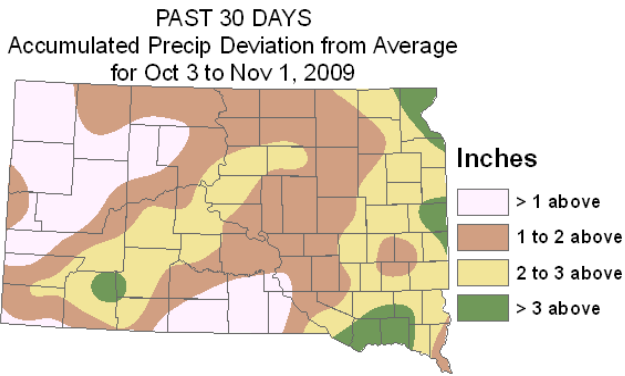 PAST 30 DAYS
Accumulated Precip Deviation from Average
for Oct 3 to Nov 1, 2009
Inches
> 1 above
1 to 2 above
2 to 3 above
> 3 above